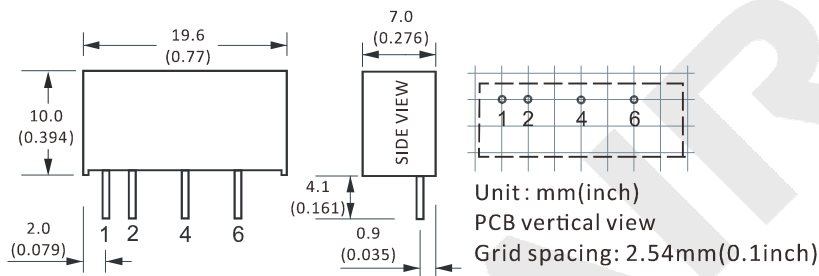 19.6
(0.77)
10.0
(0.394)
2.0
(0.079)
1 2 4 6
7.0
(0.276)
SIDE VIEW
4.1
(0.161)
0.9
(0.035)
1 2 4 6
Unit: mm(inch)
PCB vertical view
Grid spacing: 2.54mm(0.1inch)